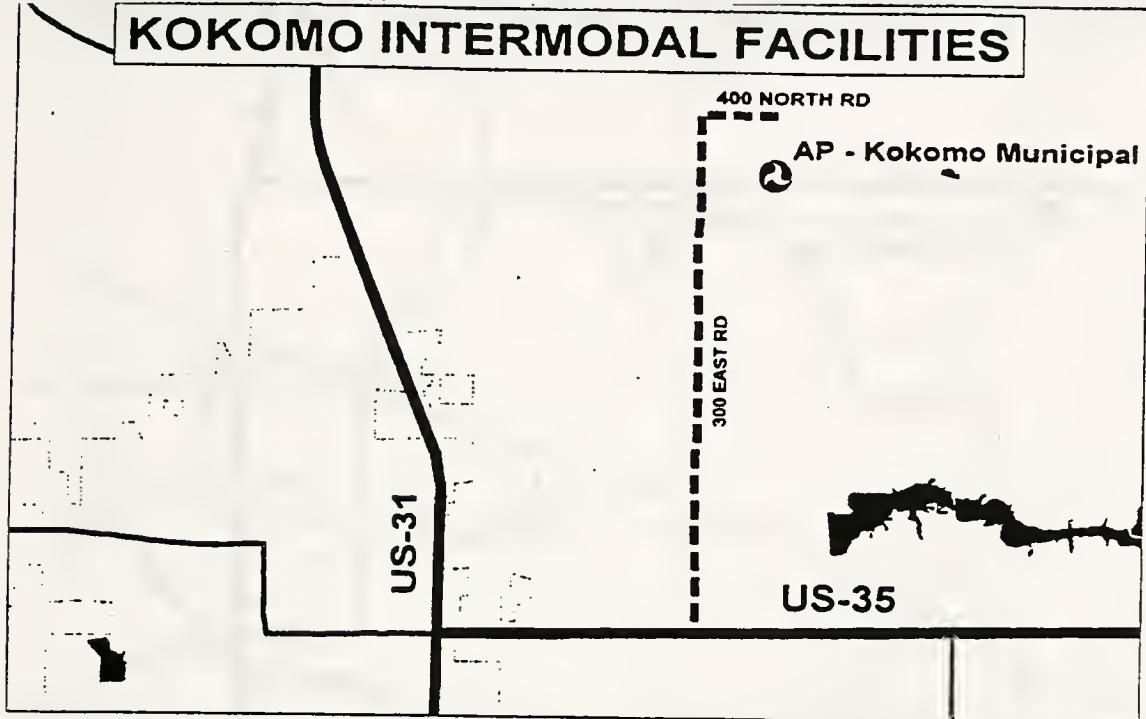 KOKOMO INTERMODAL FACILITIES
400 NORTH RD
AP - Kokomo Municipal
300 EAST RD
US-31
US-35